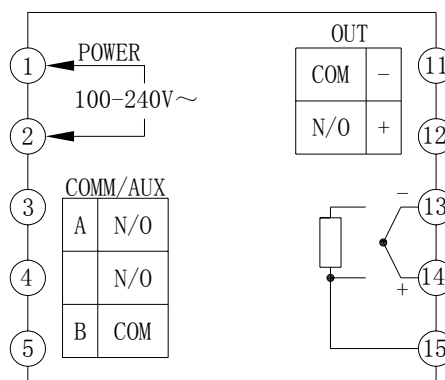 POWER
100-240V～
1
2
COMM/AUX
3 A N/O
4 N/O
5 B COM
OUT
COM - 11
N/O + 12
- 13
+ 14
15